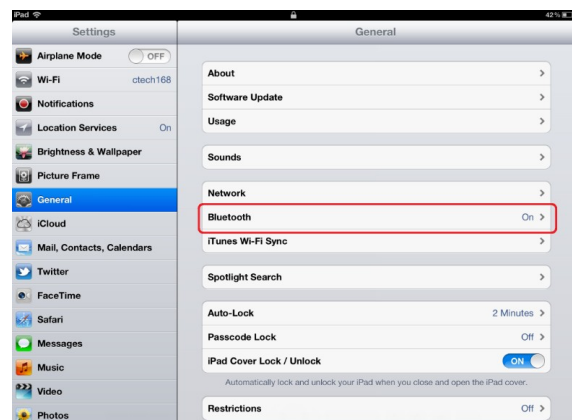 iPad 42%
Settings
Airplane Mode OFF
Wi-Fi ctech168
Notifications
Location Services On
Brightness & Wallpaper
Picture Frame
General
iCloud
Mail, Contacts, Calendars
Twitter
FaceTime
Safari
Messages
Music
Video
Photos
General
About
Software Update
Usage
Sounds
Network
Bluetooth On
iTunes Wi-Fi Sync
Spotlight Search
Auto-Lock 2 Minutes
Passcode Lock Off
iPad Cover Lock / Unlock ON
Automatically lock and unlock your iPad when you close and open the iPad cover.
Restrictions Off